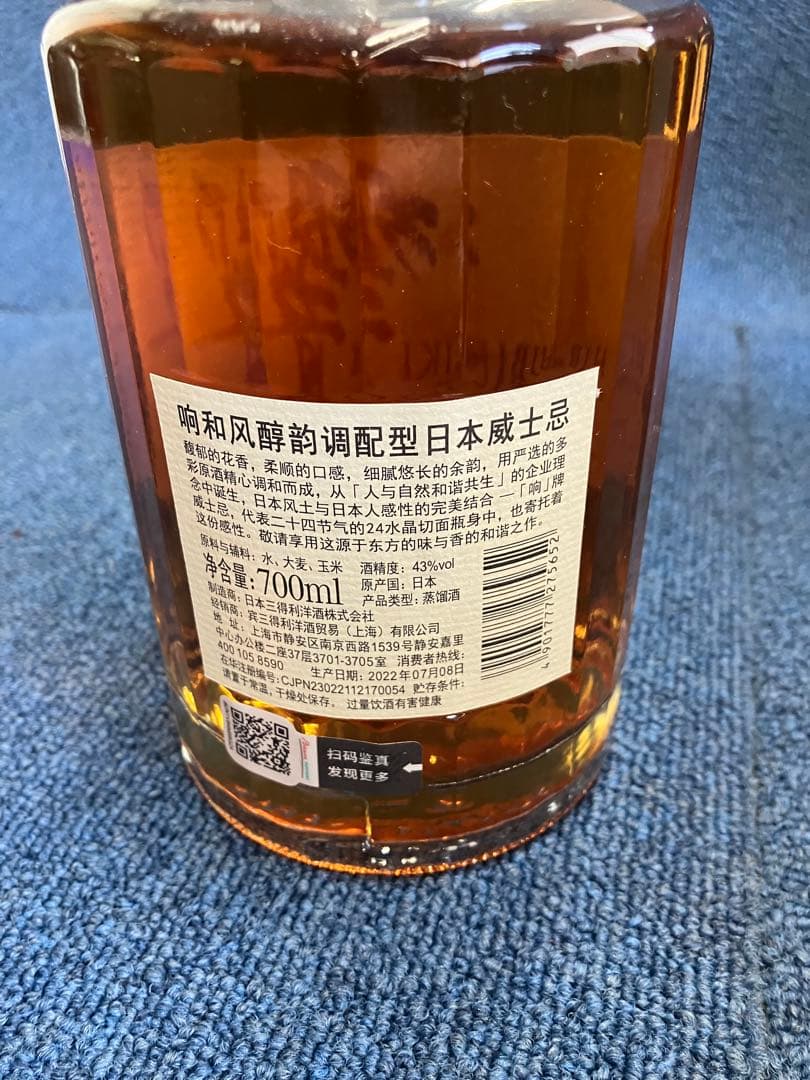 响和风醇韵调配型日本威士忌
馥郁的花香，柔顺的口感，细腻悠长的余韵，用严选的多
彩原酒精心调和而成，从「人与自然和谐共生」的企业理
念中诞生，日本风土与日本人感性的完美结合 —「响」牌
威士忌，代表二十四节气的24水晶切面瓶身中，也寄托着
这份感性。敬请享用这源于东方的味与香的和谐之作。
原料与辅料：水、大麦、玉米 酒精度：43%vol
净含量:700ml 原产国：日本
产品类型：蒸馏酒
制造商：日本三得利洋酒株式会社
经销商：宾三得利洋酒贸易（上海）有限公司
地 址：上海市静安区南京西路1539号静安嘉里
中心办公楼二座37层3701-3705室 消费者热线：
400 105 8590 生产日期：2022年07月08日
在华注册编号：CJPN23022112170054 贮存条件：
请置于常温，干燥处保存。 过量饮酒有害健康
4 901777 275652
扫码鉴真
发现更多